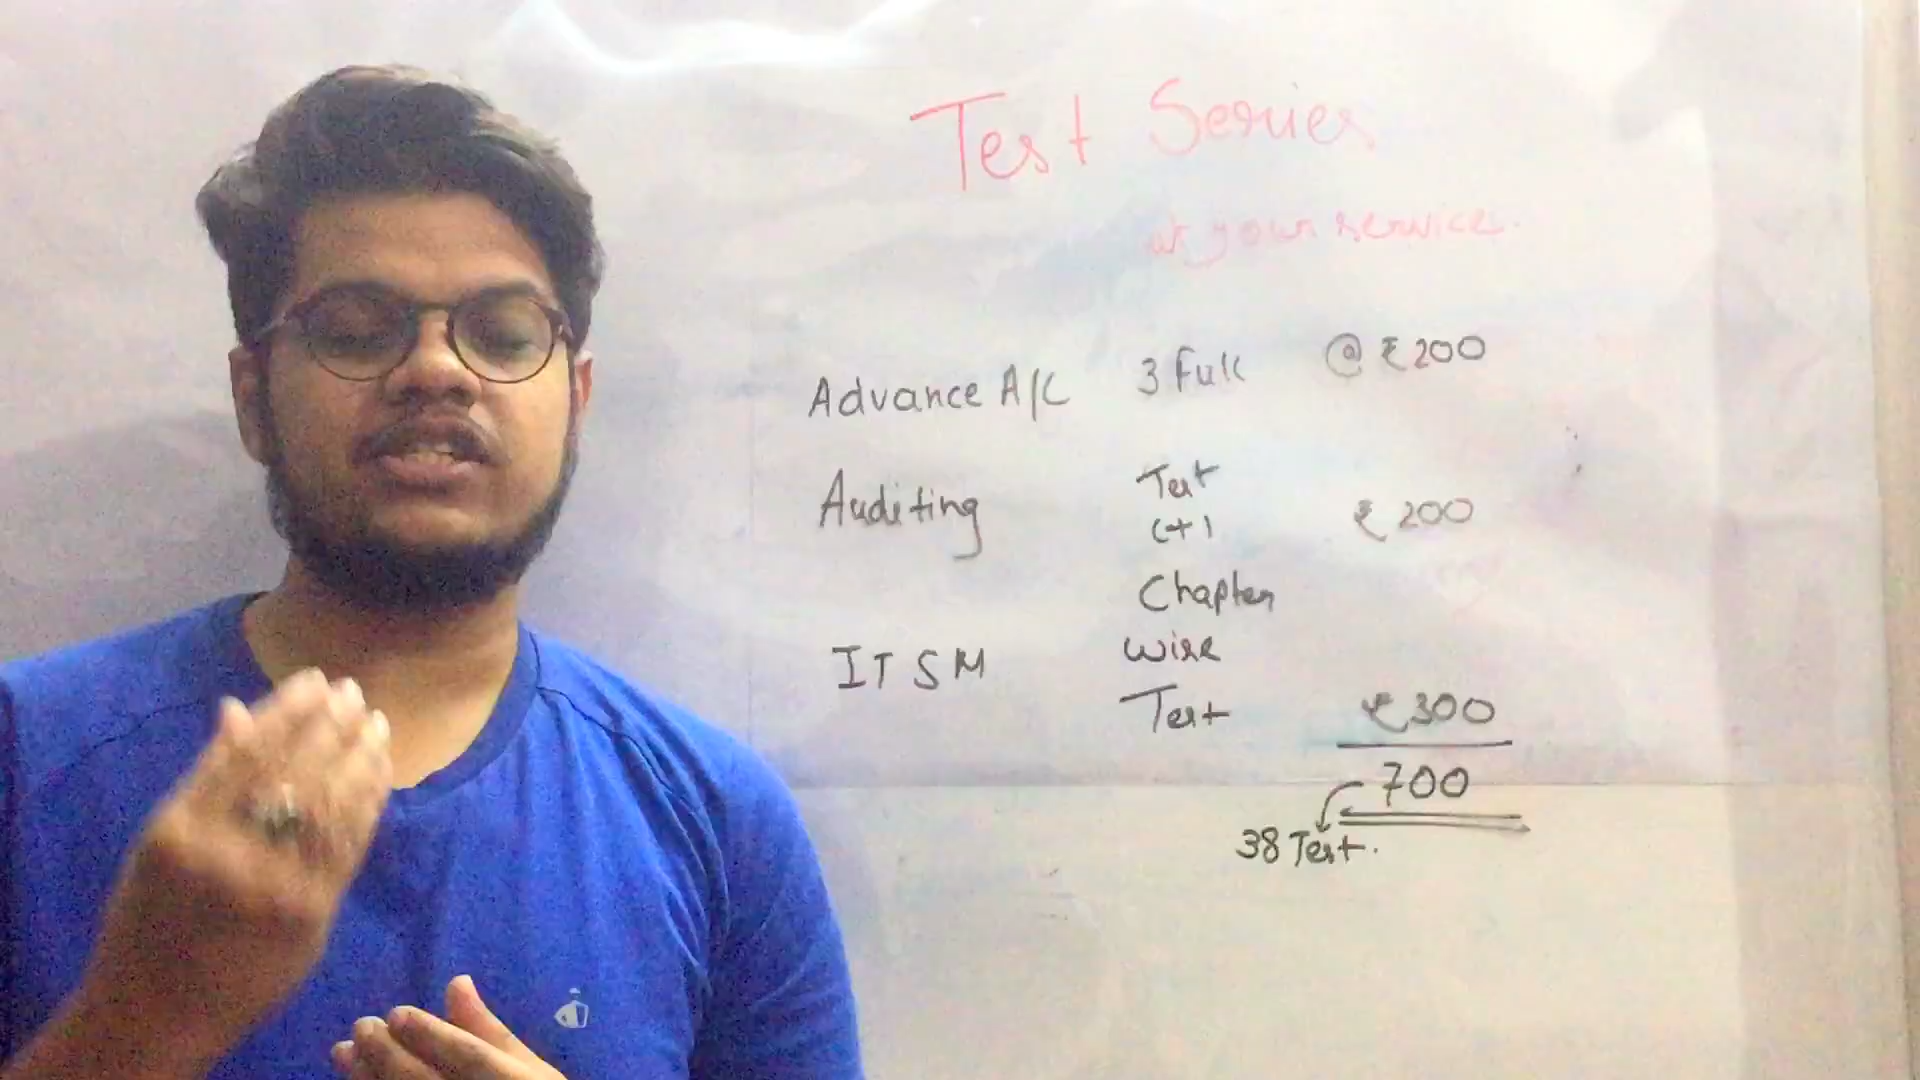 Test Series
at your service.
Advance A/C 3 Full @ ₹200
Auditing Test ₹200
(+)
Chapter
ITSM wise
Test ₹300
700
38 Test.